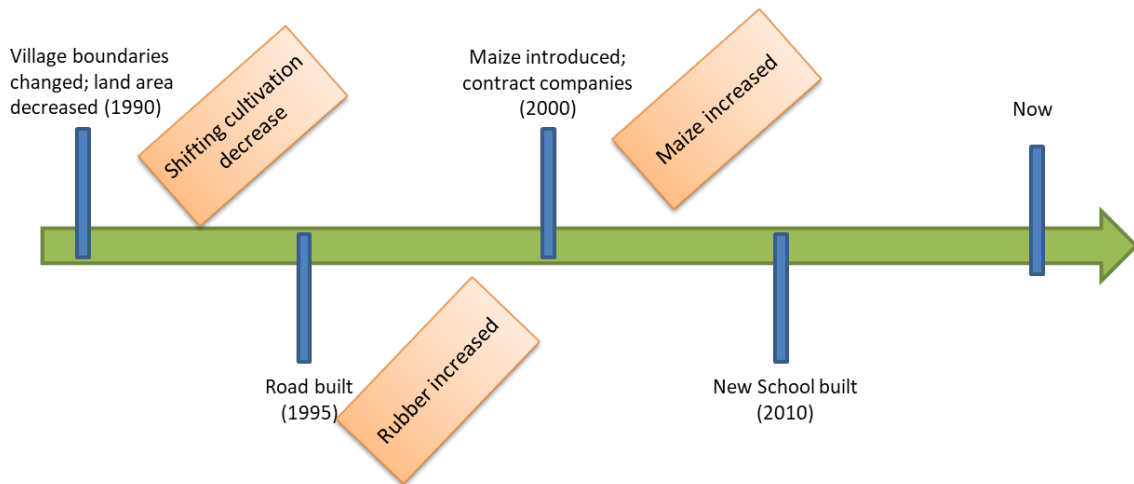 Village boundaries
changed; land area
decreased (1990)
Shifting cultivation
decrease
Maize introduced;
contract companies
(2000)
Maize increased
Now
Road built
(1995)
Rubber increased
New School built
(2010)